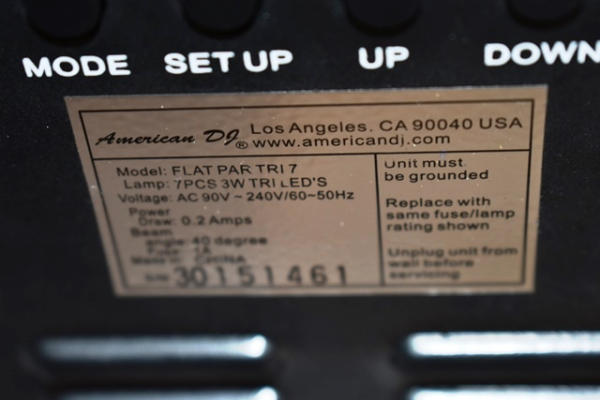 MODE SET UP UP DOWN
American DJ® Los Angeles, CA 90040 USA
www.americandj.com
Model: FLAT PAR TRI 7
Lamp: 7PCS 3W TRI LED'S
Voltage: AC 90V ~ 240V/60~50Hz
Power
Draw: 0.2 Amps
Beam
angle: 40 degree
Fuse: 1A
Made in: CHINA
S/N: 30151461
Unit must
be grounded
Replace with
same fuse/lamp
rating shown
Unplug unit from
wall before
servicing